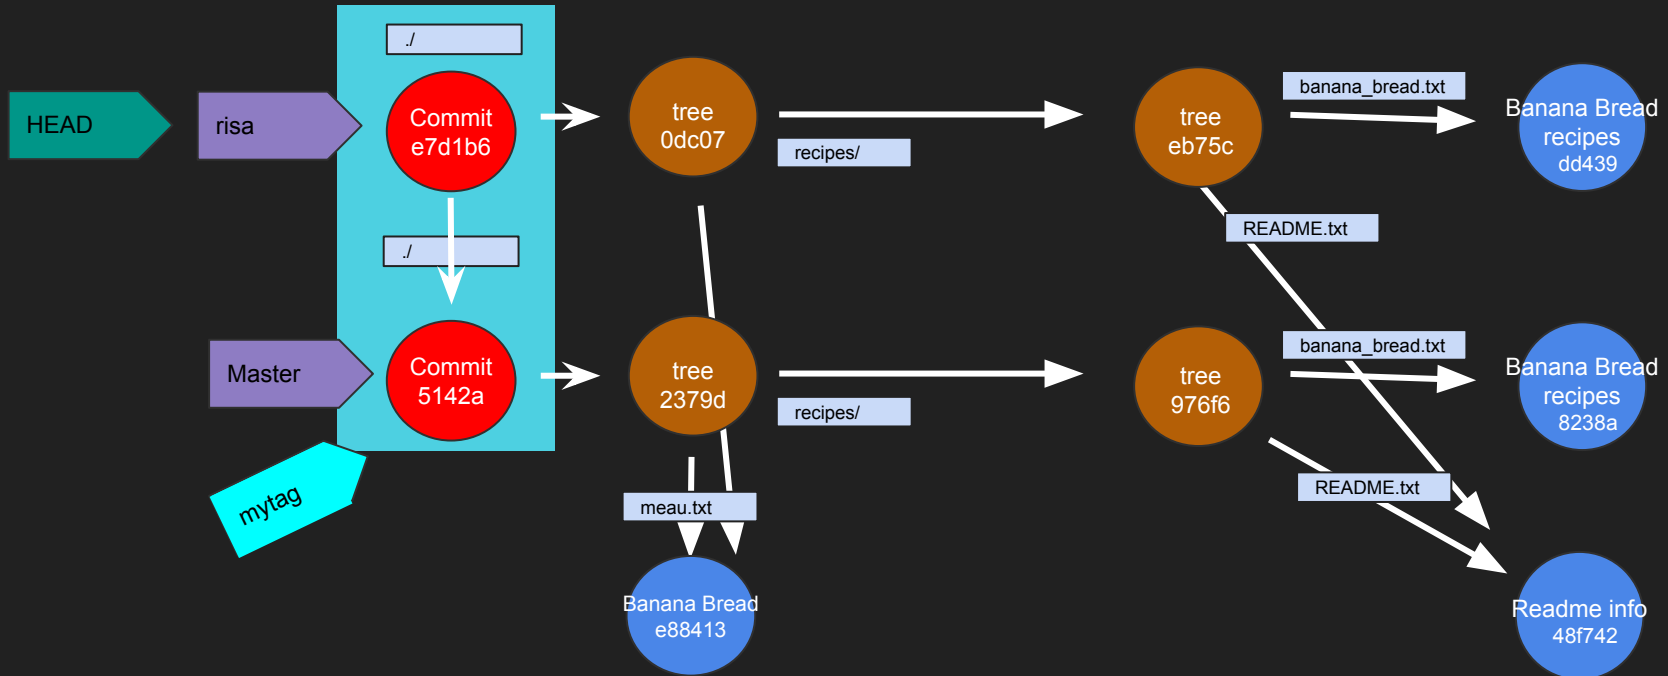 ./
HEAD
risa
Commit
e7d1b6
tree
0dc07
recipes/
tree
eb75c
banana_bread.txt
Banana Bread
recipes
dd439
README.txt
./
Master
Commit
5142a
tree
2379d
recipes/
tree
976f6
banana_bread.txt
Banana Bread
recipes
8238a
mytag
meau.txt
README.txt
Banana Bread
e88413
Readme info
48f742